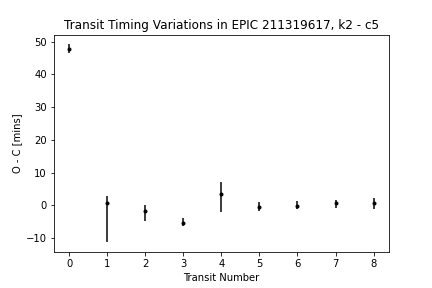 Transit Timing Variations in EPIC 211319617, k2 - c5
O - C [mins]
50
40
30
20
10
0
−10
0 1 2 3 4 5 6 7 8
Transit Number